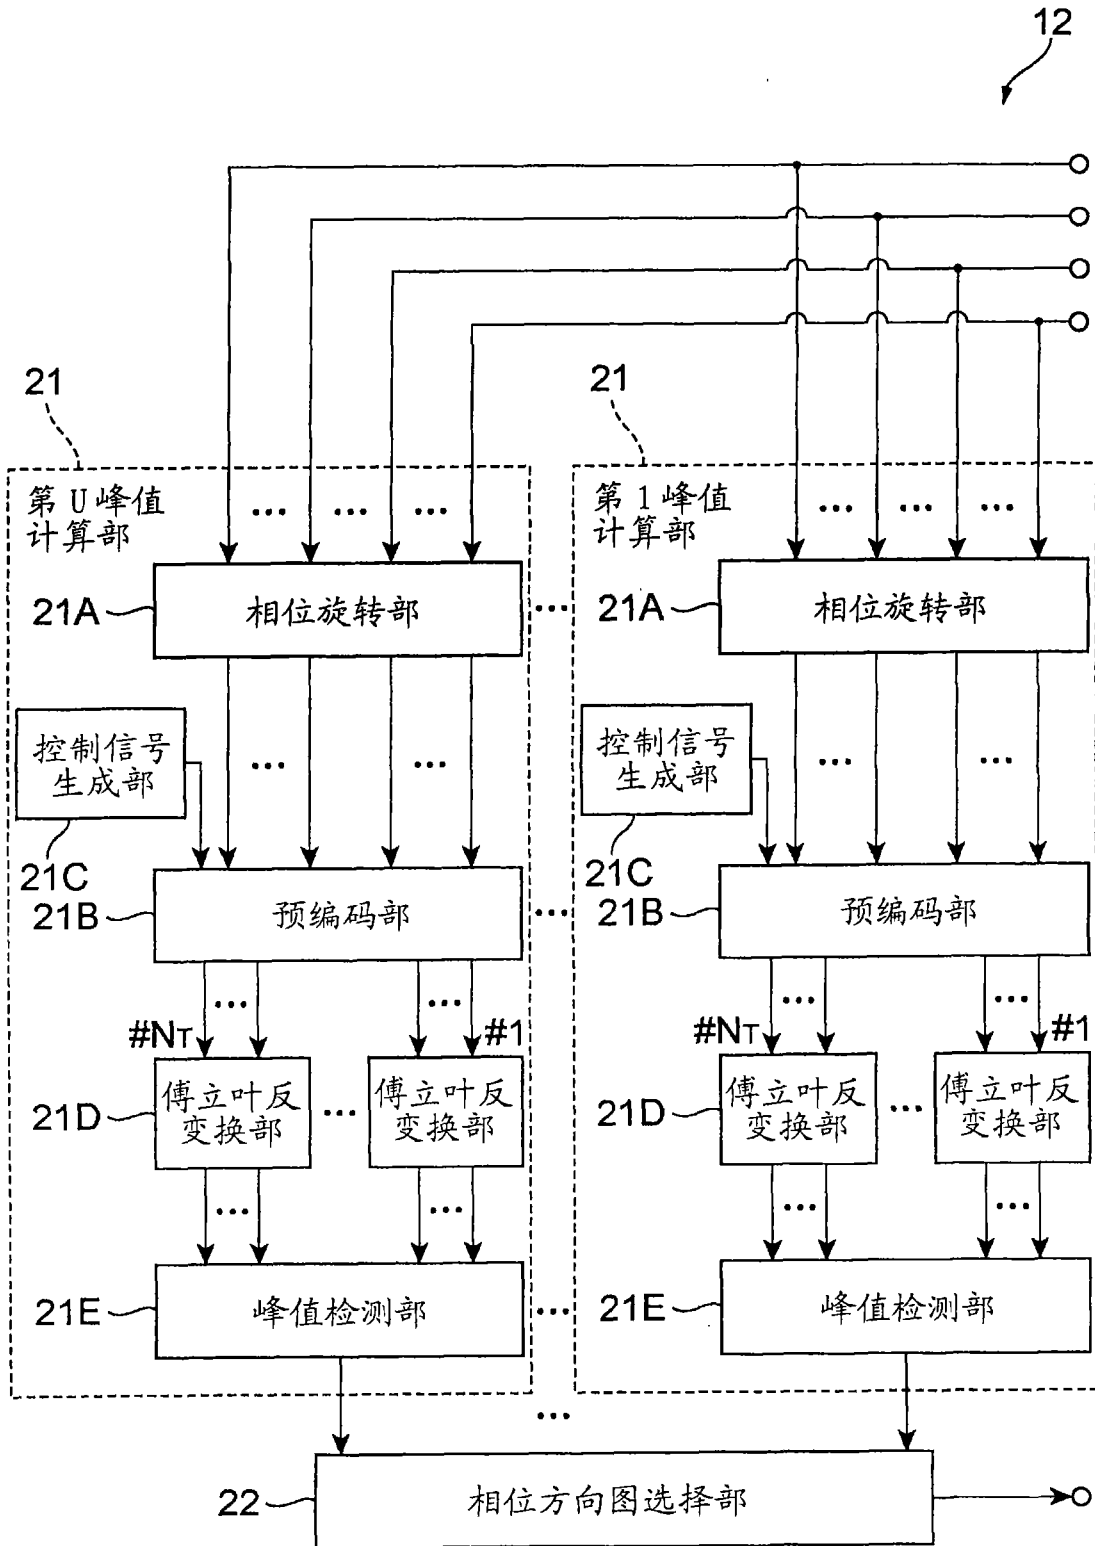 12
21
21
第U峰值
计算部
...
...
...
第1峰值
计算部
...
...
...
21A
相位旋转部
...
21A
相位旋转部
控制信号
生成部
...
...
控制信号
生成部
...
...
21C
21C
21B
预编码部
...
21B
预编码部
...
...
...
...
#NT
#1
#NT
#1
21D
傅立叶反
变换部
...
傅立叶反
变换部
21D
傅立叶反
变换部
...
傅立叶反
变换部
...
...
...
...
21E
峰值检测部
...
21E
峰值检测部
...
22
相位方向图选择部